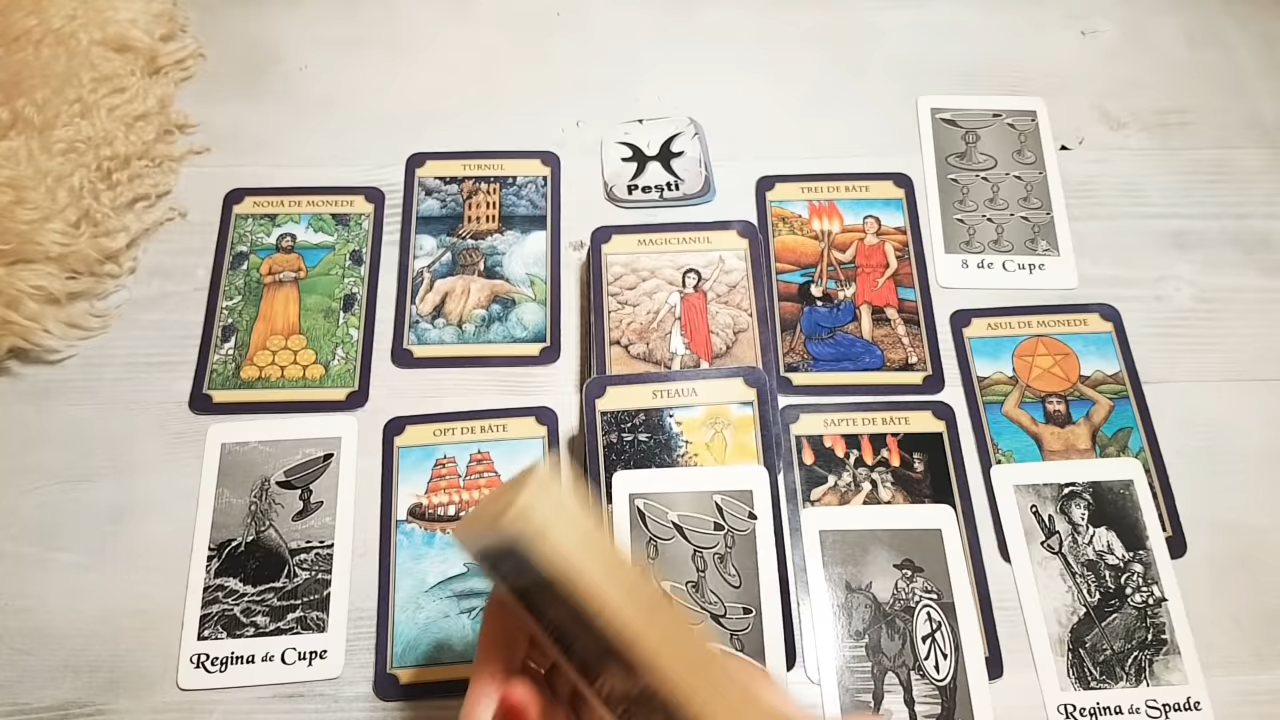 NOUĂ DE MONEDE
TURNUL
Pești
MAGICIANUL
TREI DE BÂTE
8 de Cupe
ASUL DE MONEDE
STEAUA
OPT DE BÂTE
ȘAPTE DE BÂTE
Regina de Cupe
Regina de Spade